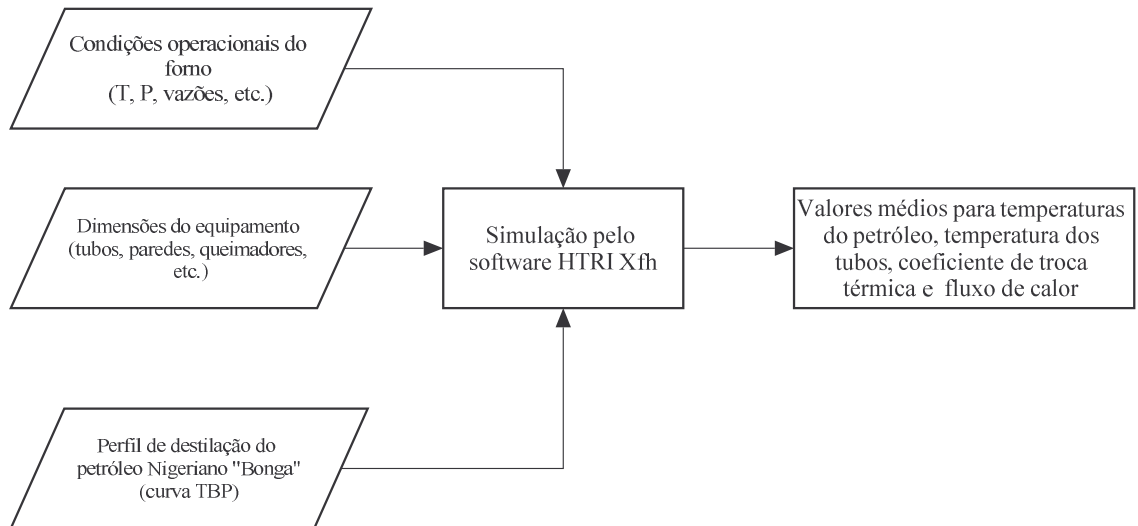 Condições operacionais do
forno
(T, P, vazões, etc.)
Dimensões do equipamento
(tubos, paredes, queimadores,
etc.)
Simulação pelo
software HTRI Xfh
Valores médios para temperaturas
do petróleo, temperatura dos
tubos, coeficiente de troca
térmica e fluxo de calor
Perfil de destilação do
petróleo Nigeriano "Bonga"
(curva TBP)